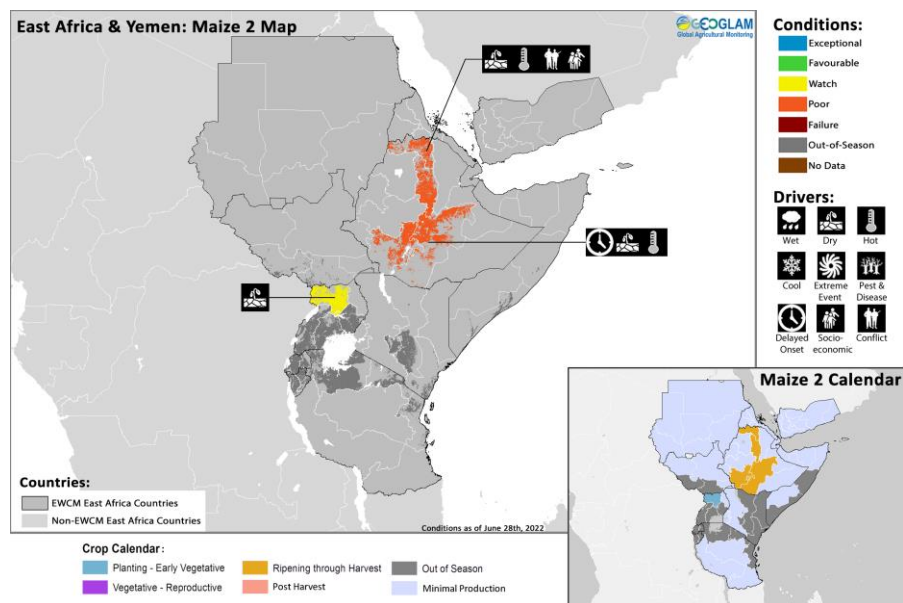 East Africa & Yemen: Maize 2 Map
GEOGLAM
Global Agricultural Monitoring
Conditions:
Exceptional
Favourable
Watch
Poor
Failure
Out-of-Season
No Data
Drivers:
Wet
Dry
Hot
Cool
Extreme
Event
Pest &
Disease
Delayed
Onset
Socio-
economic
Conflict
Maize 2 Calendar
Countries:
EWCM East Africa Countries
Non-EWCM East Africa Countries
Conditions as of June 28th, 2022
Crop Calendar:
Planting - Early Vegetative
Ripening through Harvest
Out of Season
Vegetative - Reproductive
Post Harvest
Minimal Production